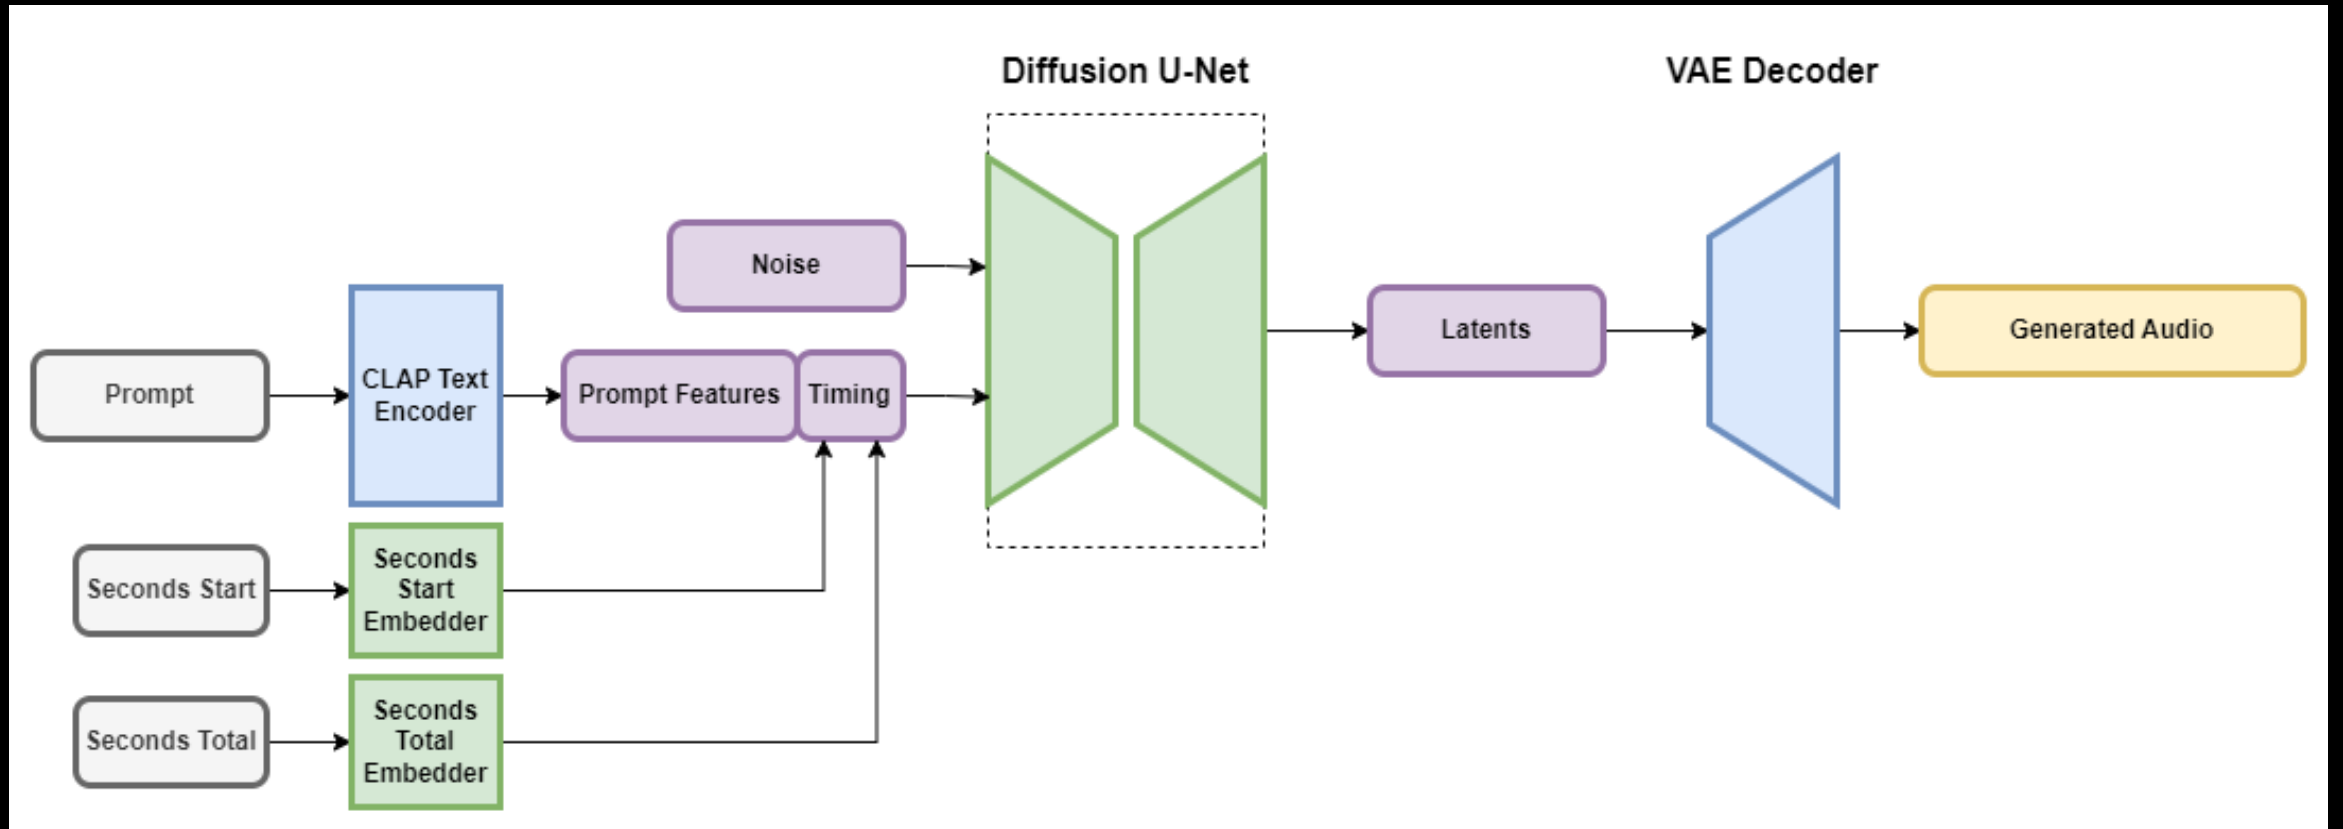 Diffusion U-Net
VAE Decoder
Noise
Prompt
CLAP Text
Encoder
Prompt Features
Timing
Latents
Generated Audio
Seconds Start
Seconds
Start
Embedder
Seconds Total
Seconds
Total
Embedder